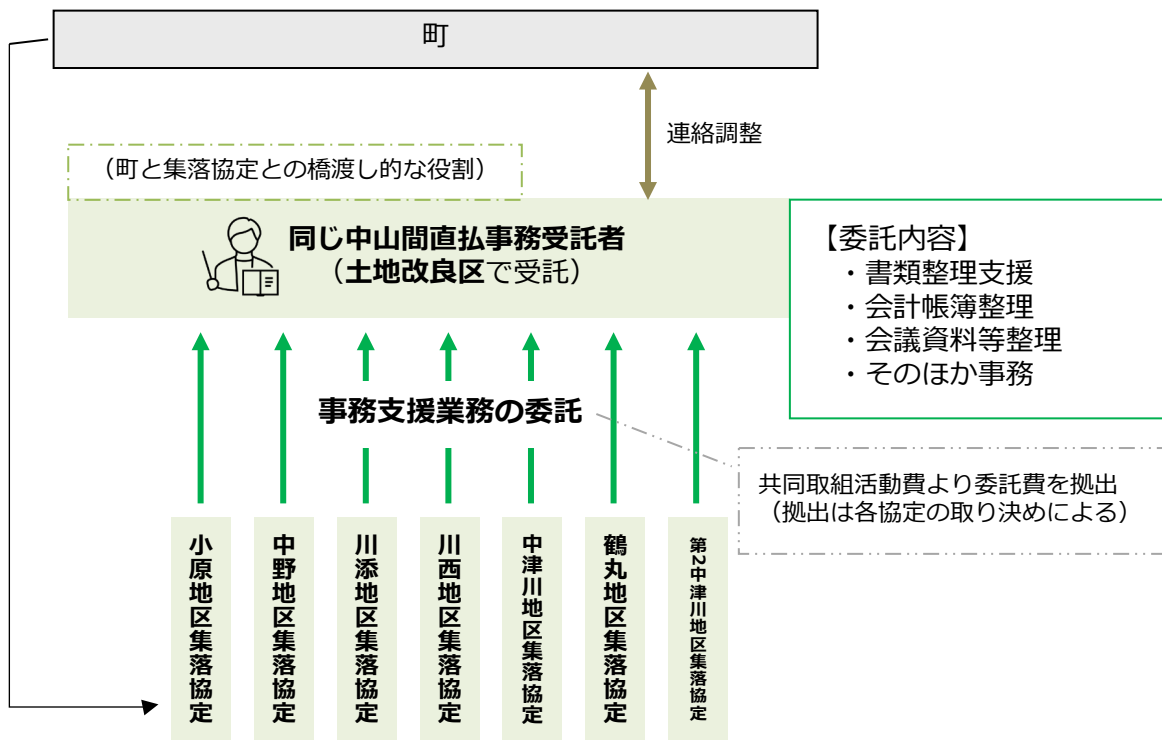 町
連絡調整
（町と集落協定との橋渡し的な役割）
同じ中山間直払事務受託者
（土地改良区で受託）
【委託内容】
・書類整理支援
・会計帳簿整理
・会議資料等整理
・そのほか事務
事務支援業務の委託
共同取組活動費より委託費を拠出
（拠出は各協定の取り決めによる）
小原地区集落協定
中野地区集落協定
川添地区集落協定
川西地区集落協定
中津川地区集落協定
鶴丸地区集落協定
第2中津川地区集落協定